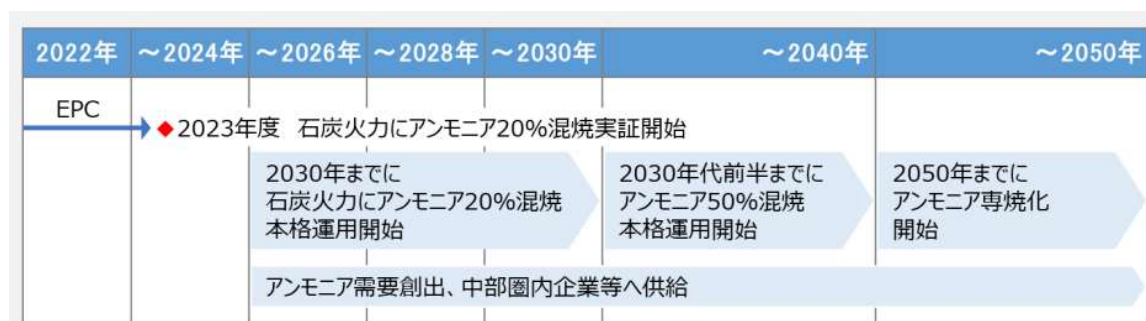 2022年 ～2024年 ～2026年 ～2028年 ～2030年 ～2040年 ～2050年
EPC
◆2023年度 石炭火力にアンモニア20%混焼実証開始
2030年までに
石炭火力にアンモニア20%混焼
本格運用開始
2030年代前半までに
アンモニア50%混焼
本格運用開始
2050年までに
アンモニア専焼化
開始
アンモニア需要創出、中部圏内企業等へ供給